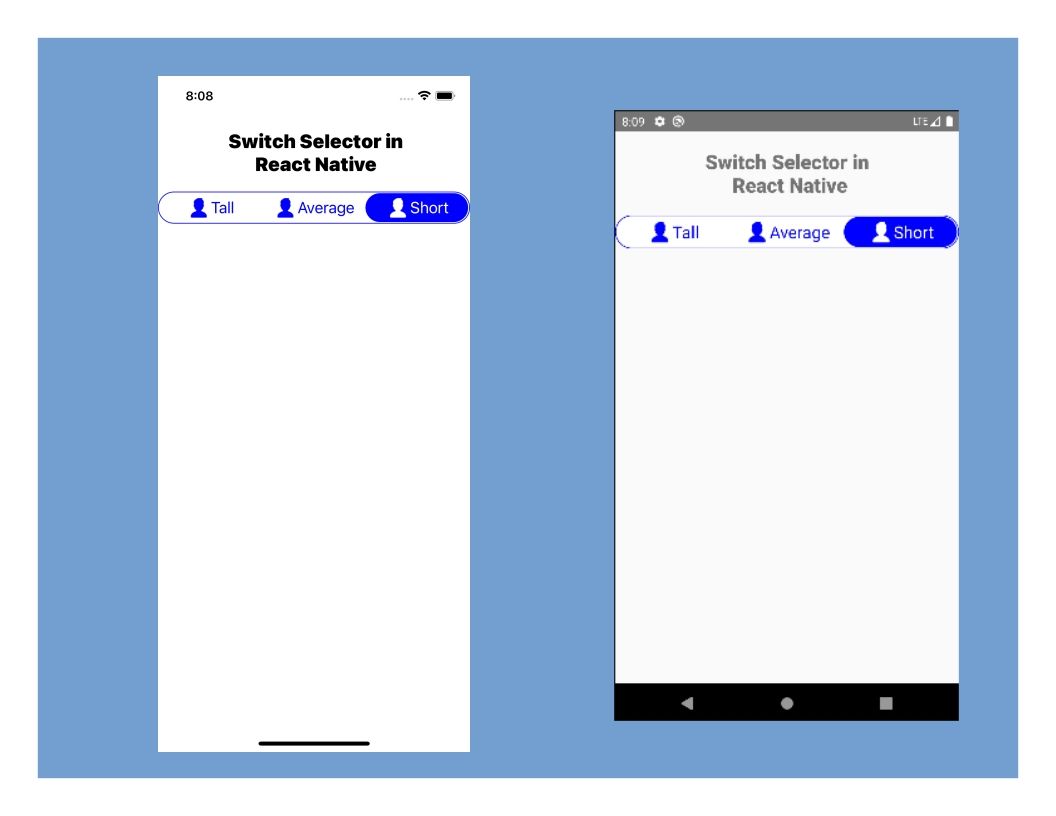 8:08
Switch Selector in
React Native
Tall Average Short
8:09 LTE
Switch Selector in
React Native
Tall Average Short